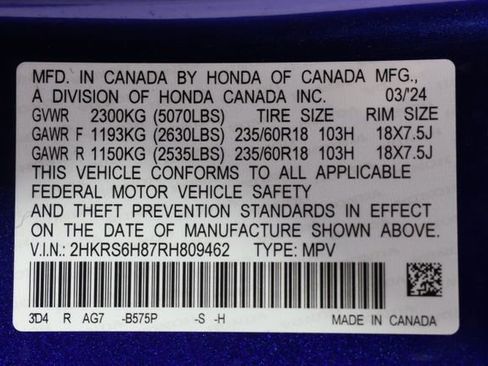 MFD. IN CANADA BY HONDA OF CANADA MFG.,
A DIVISION OF HONDA CANADA INC. 03/'24
GVWR 2300KG (5070LBS) TIRE SIZE RIM SIZE
GAWR F 1193KG (2630LBS) 235/60R18 103H 18X7.5J
GAWR R 1150KG (2535LBS) 235/60R18 103H 18X7.5J
THIS VEHICLE CONFORMS TO ALL APPLICABLE
FEDERAL MOTOR VEHICLE SAFETY
AND THEFT PREVENTION STANDARDS IN EFFECT
ON THE DATE OF MANUFACTURE SHOWN ABOVE.
V.I.N.: 2HKRS6H87RH809462 TYPE: MPV
3D4 R AG7 -B575P -S -H MADE IN CANADA